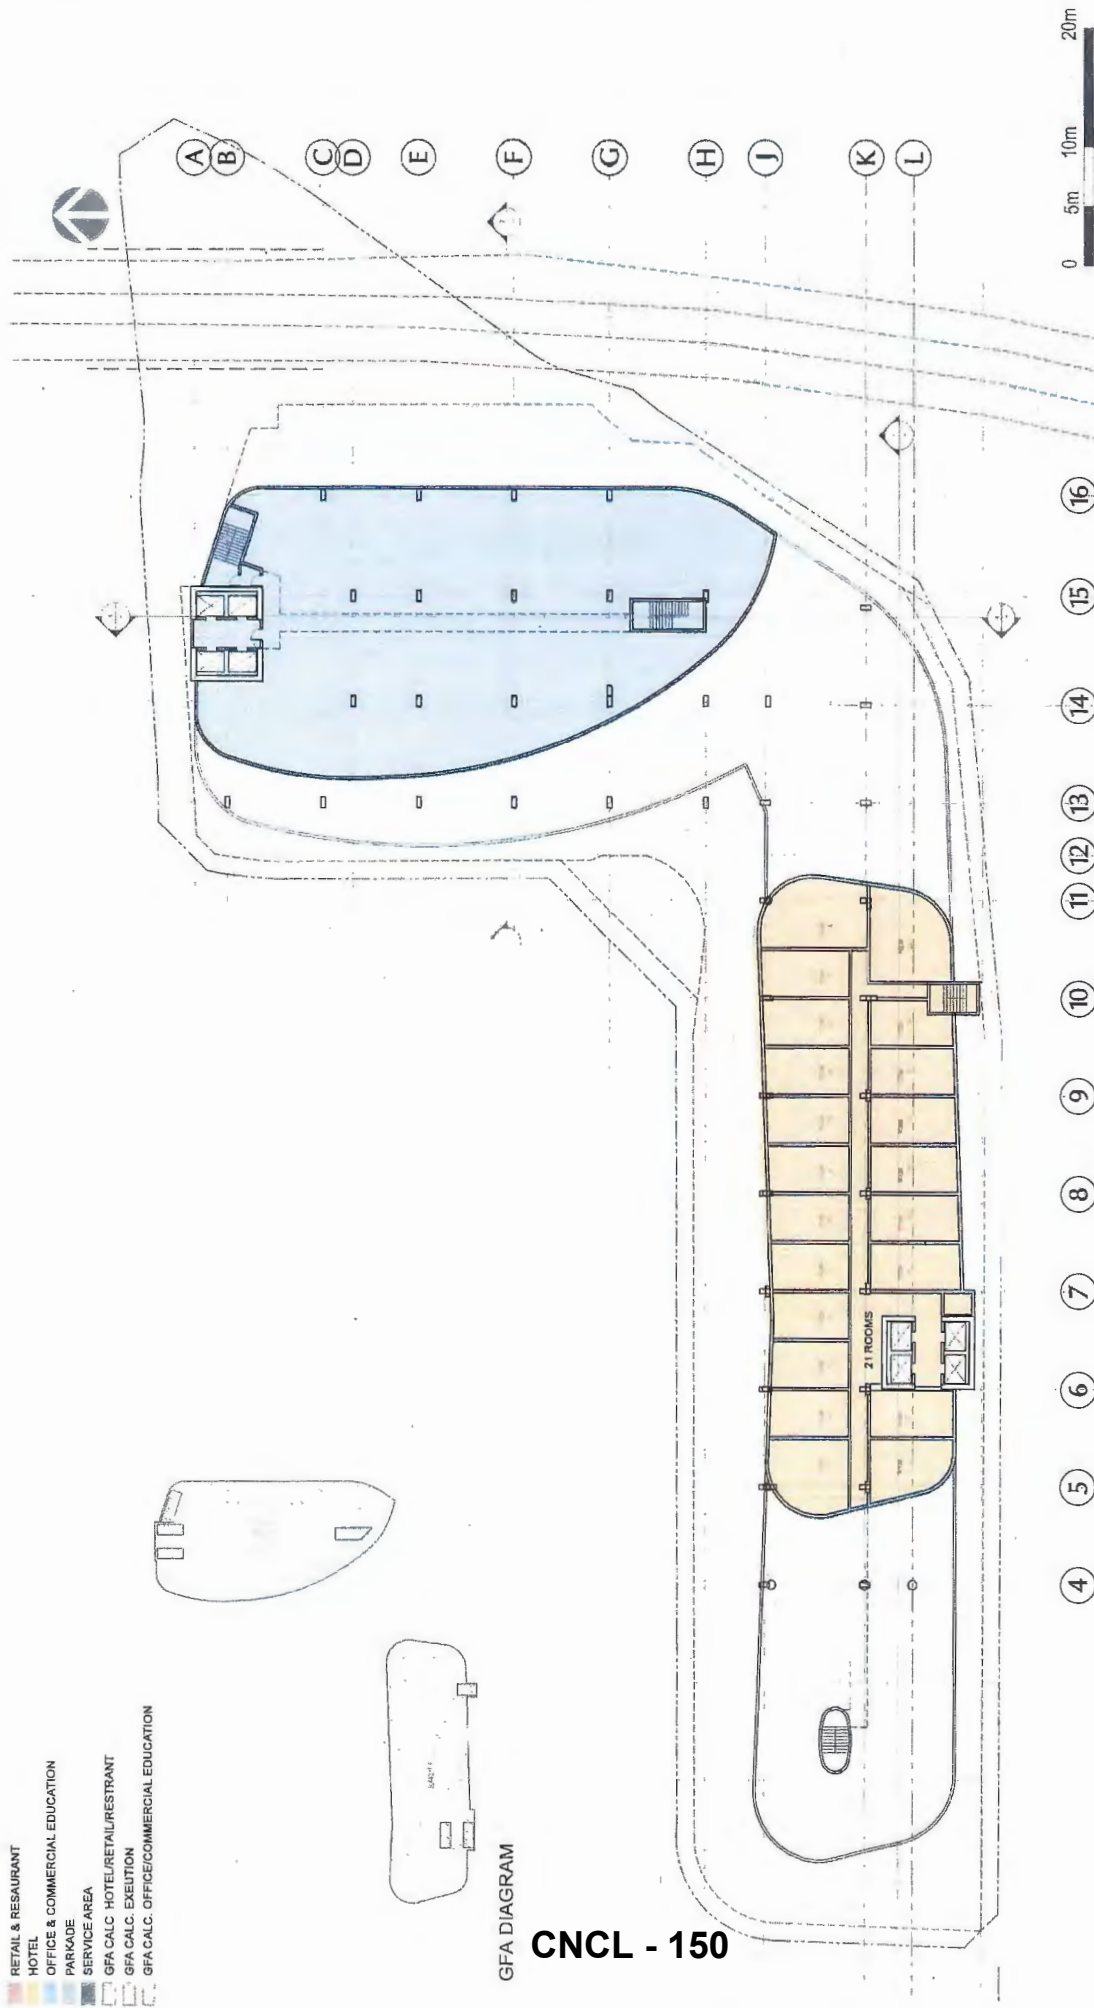 RETAIL & RESAURANT
HOTEL
OFFICE & COMMERCIAL EDUCATION
PARKADE
SERVICE AREA
GFA CALC HOTEL/RETAIL/RESTRANT
GFA CALC. EXEUTION
GFA CALC. OFFICE/COMMERCIAL EDUCATION
GFA DIAGRAM
A
B
C
D
E
F
G
H
J
K
L
21 ROOMS
4
5
6
7
8
9
10
11
12
13
14
15
16
0
5m
10m
20m
CNCL - 150